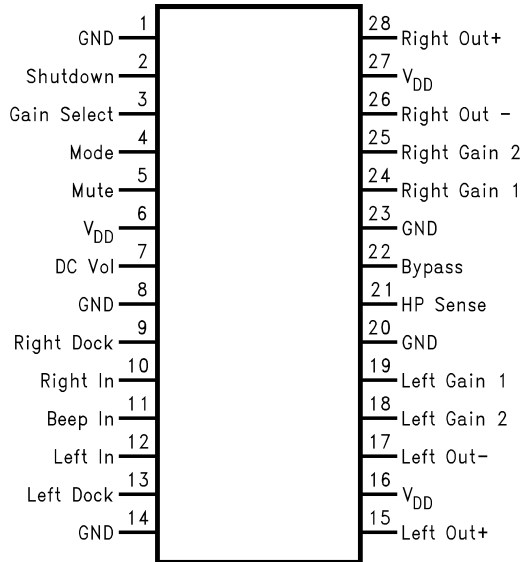 1 28
GND Right Out+
2 27
Shutdown VDD
3 26
Gain Select Right Out -
4 25
Mode Right Gain 2
5 24
Mute Right Gain 1
6 23
VDD GND
7 22
DC Vol Bypass
8 21
GND HP Sense
9 20
Right Dock GND
10 19
Right In Left Gain 1
11 18
Beep In Left Gain 2
12 17
Left In Left Out-
13 16
Left Dock VDD
14 15
GND Left Out+